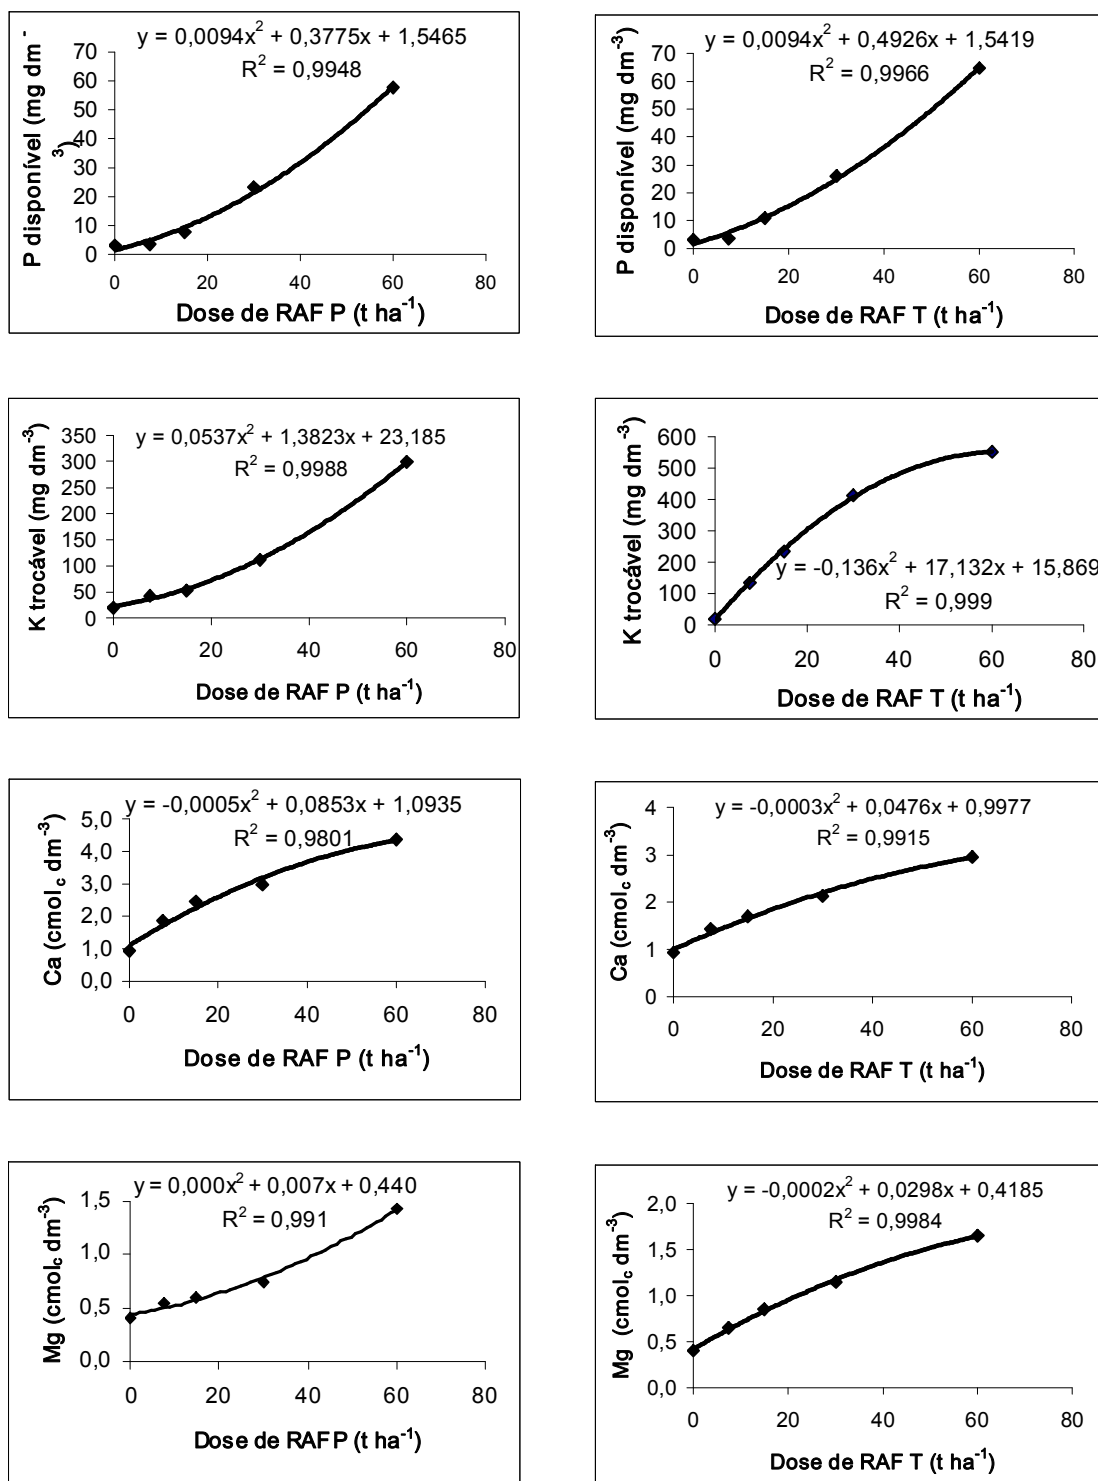 y = 0,0094x² + 0,3775x + 1,5465
R² = 0,9948
P disponível (mg dm⁻³)
70
60
50
40
30
20
10
0
0 20 40 60 80
Dose de RAF P (t ha⁻¹)
y = 0,0094x² + 0,4926x + 1,5419
R² = 0,9966
P disponível (mg dm⁻³)
70
60
50
40
30
20
10
0
0 20 40 60 80
Dose de RAF T (t ha⁻¹)
y = 0,0537x² + 1,3823x + 23,185
R² = 0,9988
K trocável (mg dm⁻³)
350
300
250
200
150
100
50
0
0 20 40 60 80
Dose de RAF P (t ha⁻¹)
K trocável (mg dm⁻³)
600
500
400
300
200
100
0
y = -0,136x² + 17,132x + 15,869
R² = 0,999
0 20 40 60 80
Dose de RAF T (t ha⁻¹)
y = -0,0005x² + 0,0853x + 1,0935
R² = 0,9801
Ca (cmol꜀ dm⁻³)
5,0
4,0
3,0
2,0
1,0
0,0
0 20 40 60 80
Dose de RAF P (t ha⁻¹)
y = -0,0003x² + 0,0476x + 0,9977
R² = 0,9915
Ca (cmol꜀ dm⁻³)
4
3
2
1
0
0 20 40 60 80
Dose de RAF T (t ha⁻¹)
y = 0,000x² + 0,007x + 0,440
R² = 0,991
Mg (cmol꜀ dm⁻³)
1,5
1,0
0,5
0,0
0 20 40 60 80
Dose de RAF P (t ha⁻¹)
y = -0,0002x² + 0,0298x + 0,4185
R² = 0,9984
Mg (cmol꜀ dm⁻³)
2,0
1,5
1,0
0,5
0,0
0 20 40 60 80
Dose de RAF T (t ha⁻¹)